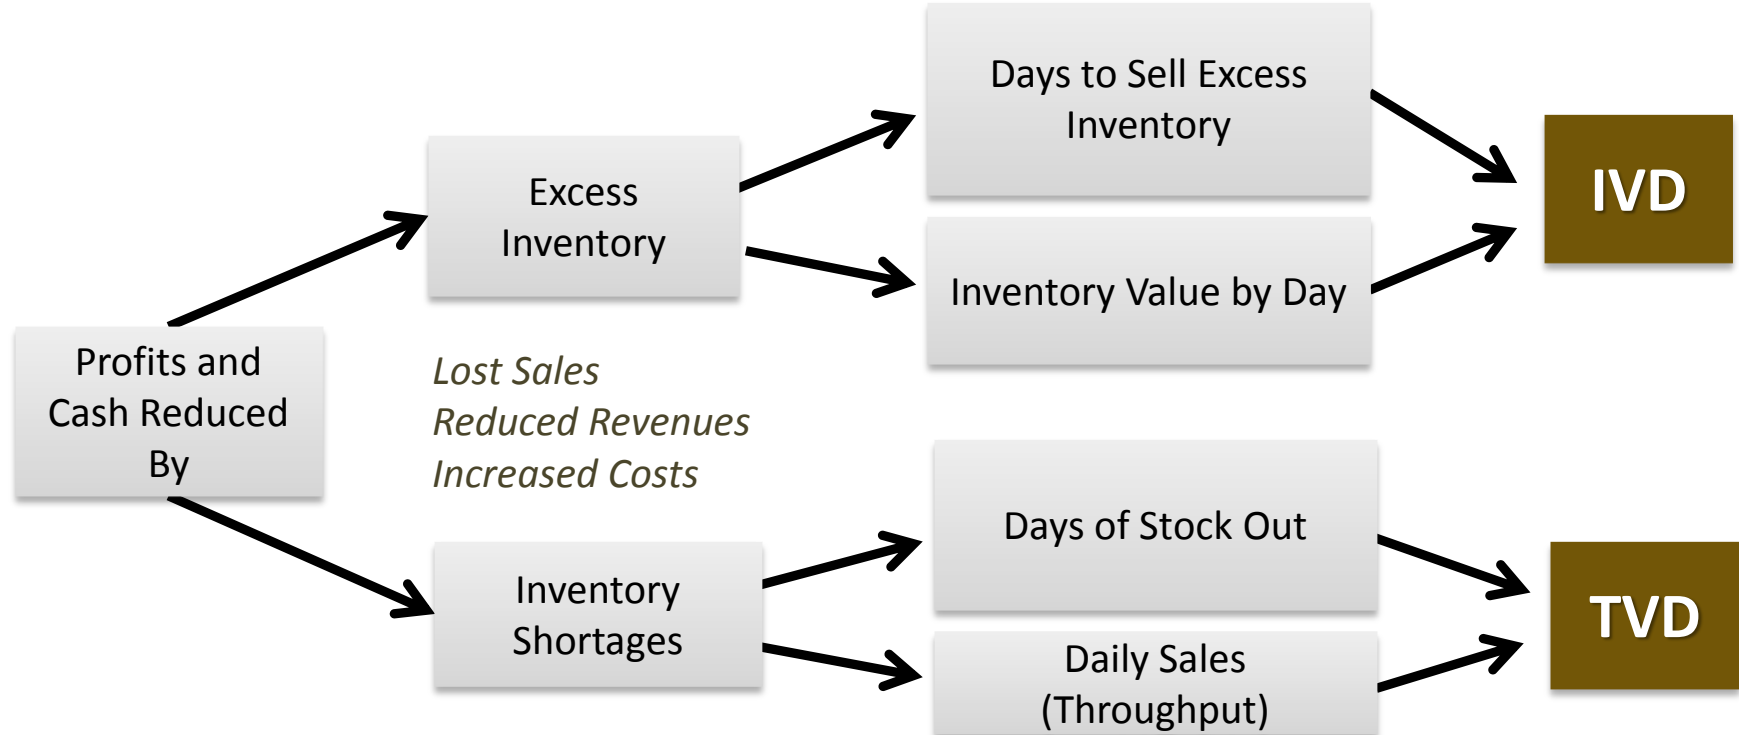 Profits and
Cash Reduced
By
Excess
Inventory
Lost Sales
Reduced Revenues
Increased Costs
Inventory
Shortages
Days to Sell Excess
Inventory
Inventory Value by Day
Days of Stock Out
Daily Sales
(Throughput)
IVD
TVD